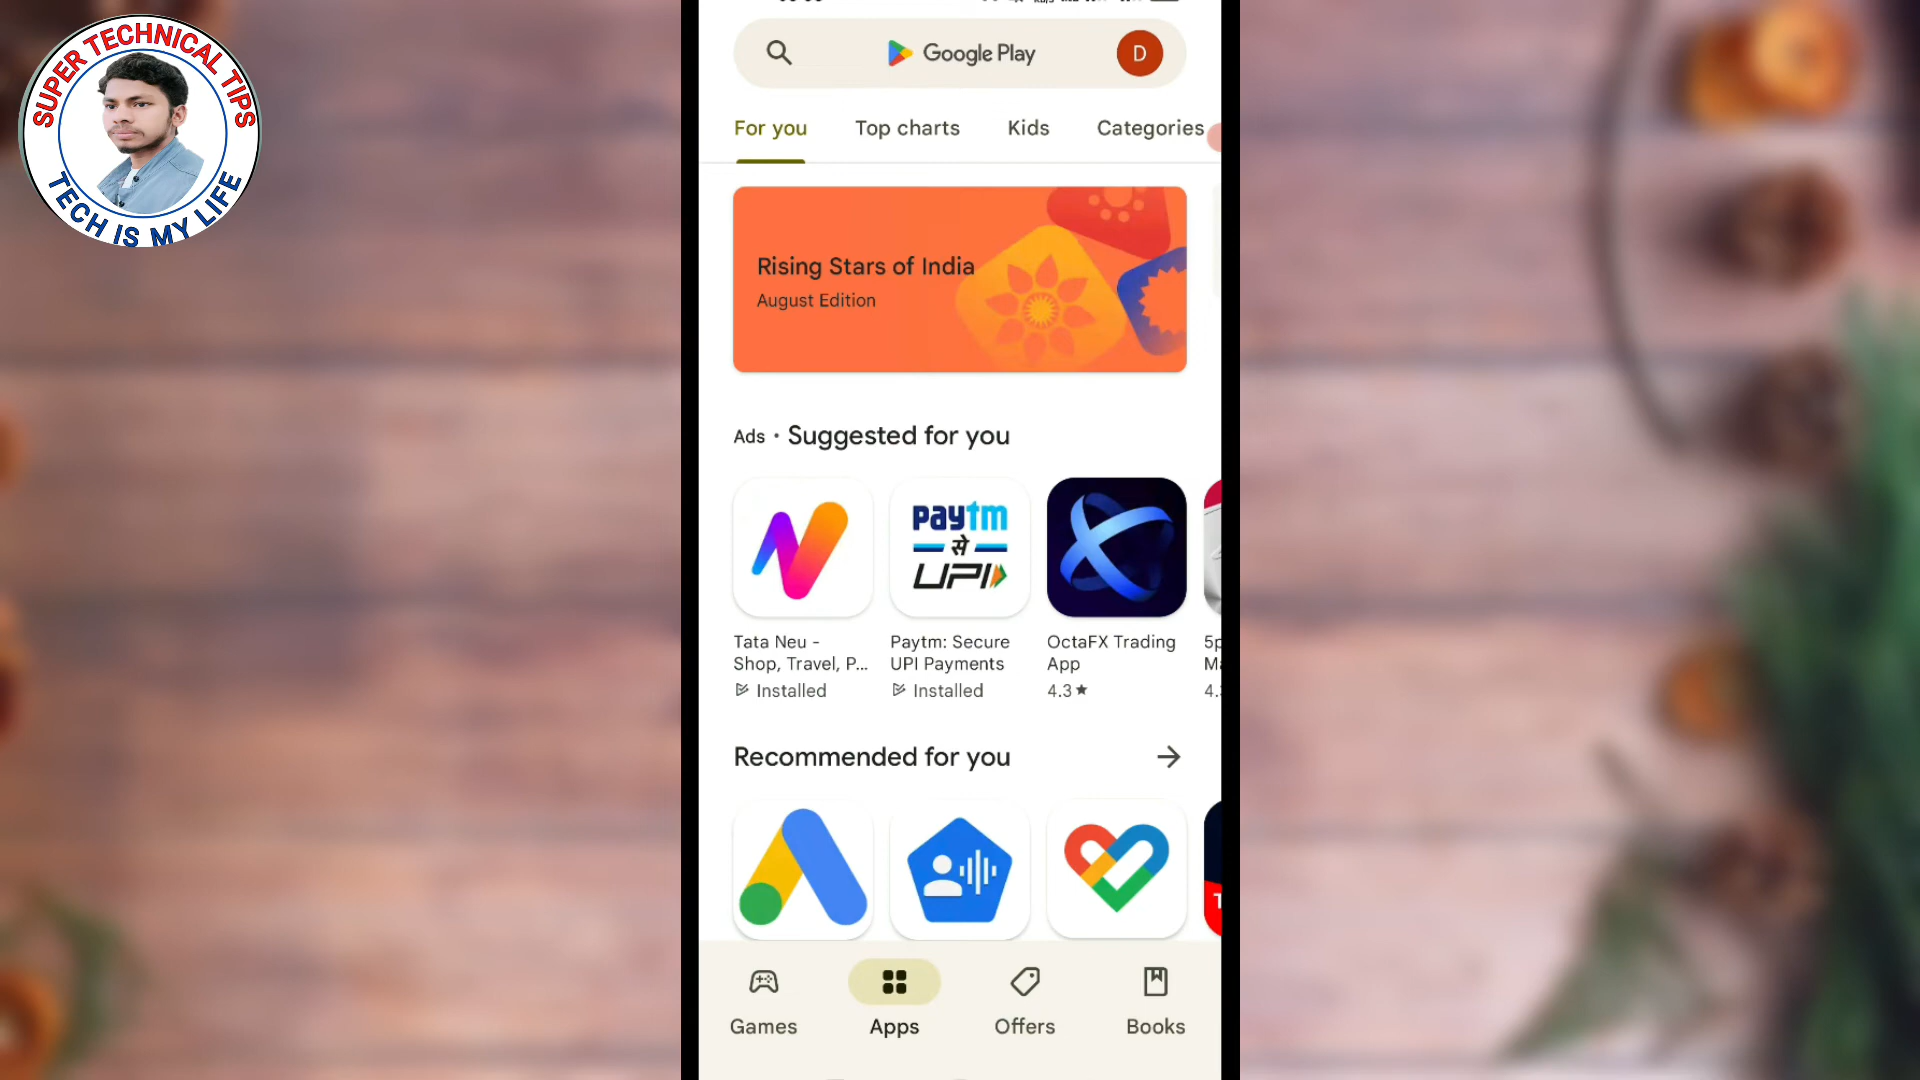 SUPER TECHNICAL TIPS
TECH IS MY LIFE
Google Play
D
For you
Top charts
Kids
Categories
Rising Stars of India
August Edition
Ads • Suggested for you
paytm
से
UPI
Tata Neu -
Shop, Travel, P...
Installed
Paytm: Secure
UPI Payments
Installed
OctaFX Trading
App
4.3★
Recommended for you
Games
Apps
Offers
Books